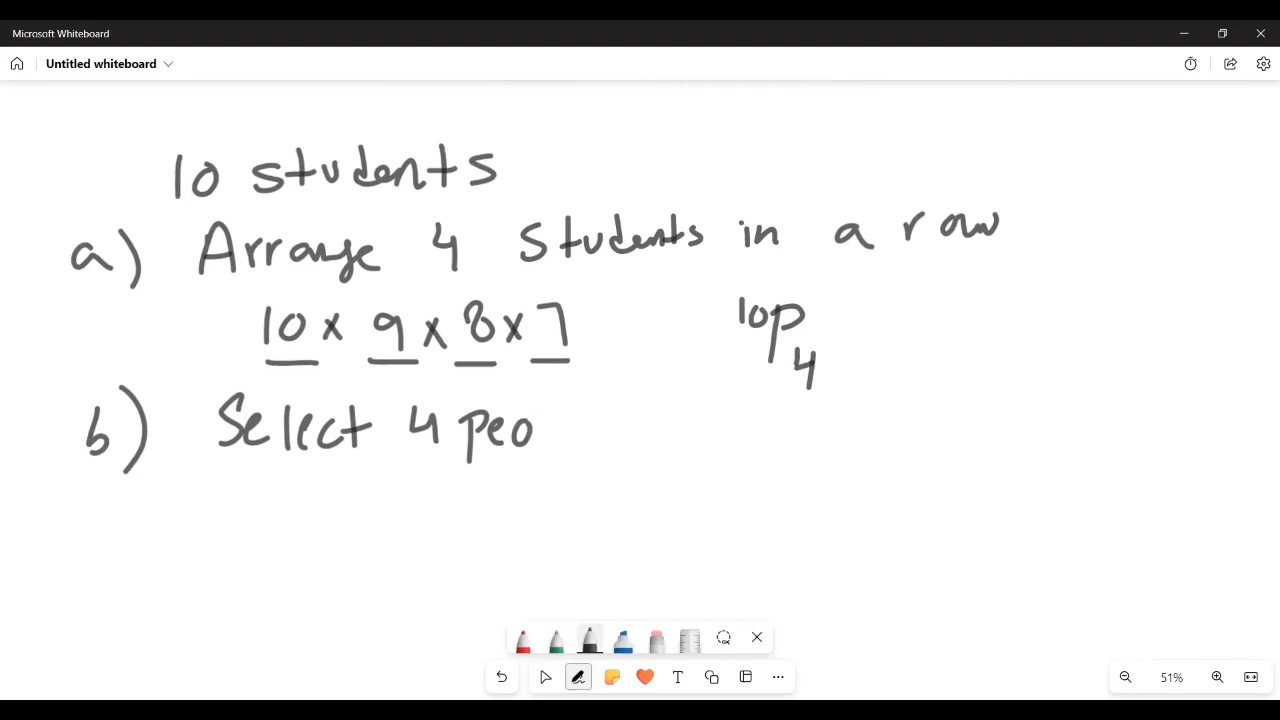 Microsoft Whiteboard
Untitled whiteboard
10 students
a) Arrange 4 students in a row
10 x 9 x 8 x 7
10P4
b) Select 4 peo
51%